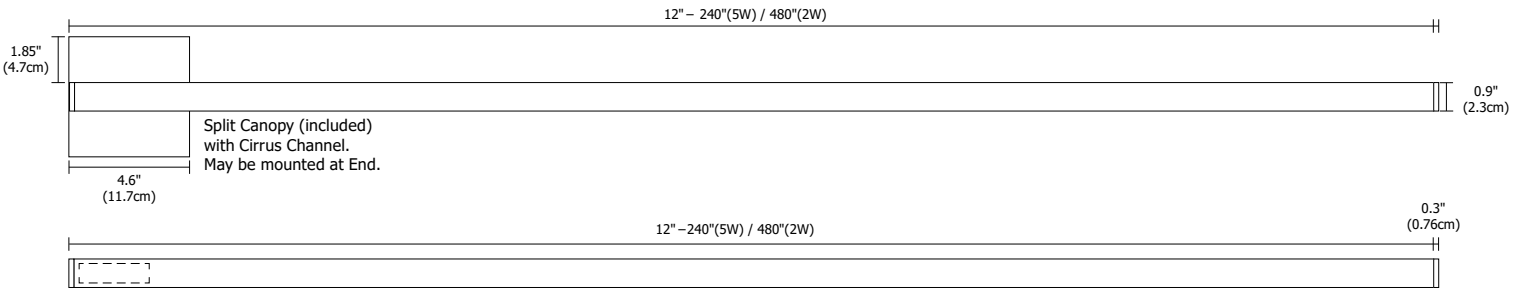 12" – 240"(5W) / 480"(2W)
1.85"
(4.7cm)
0.9"
(2.3cm)
Split Canopy (included)
with Cirrus Channel.
May be mounted at End.
4.6"
(11.7cm)
0.3"
(0.76cm)
12" –240"(5W) / 480"(2W)